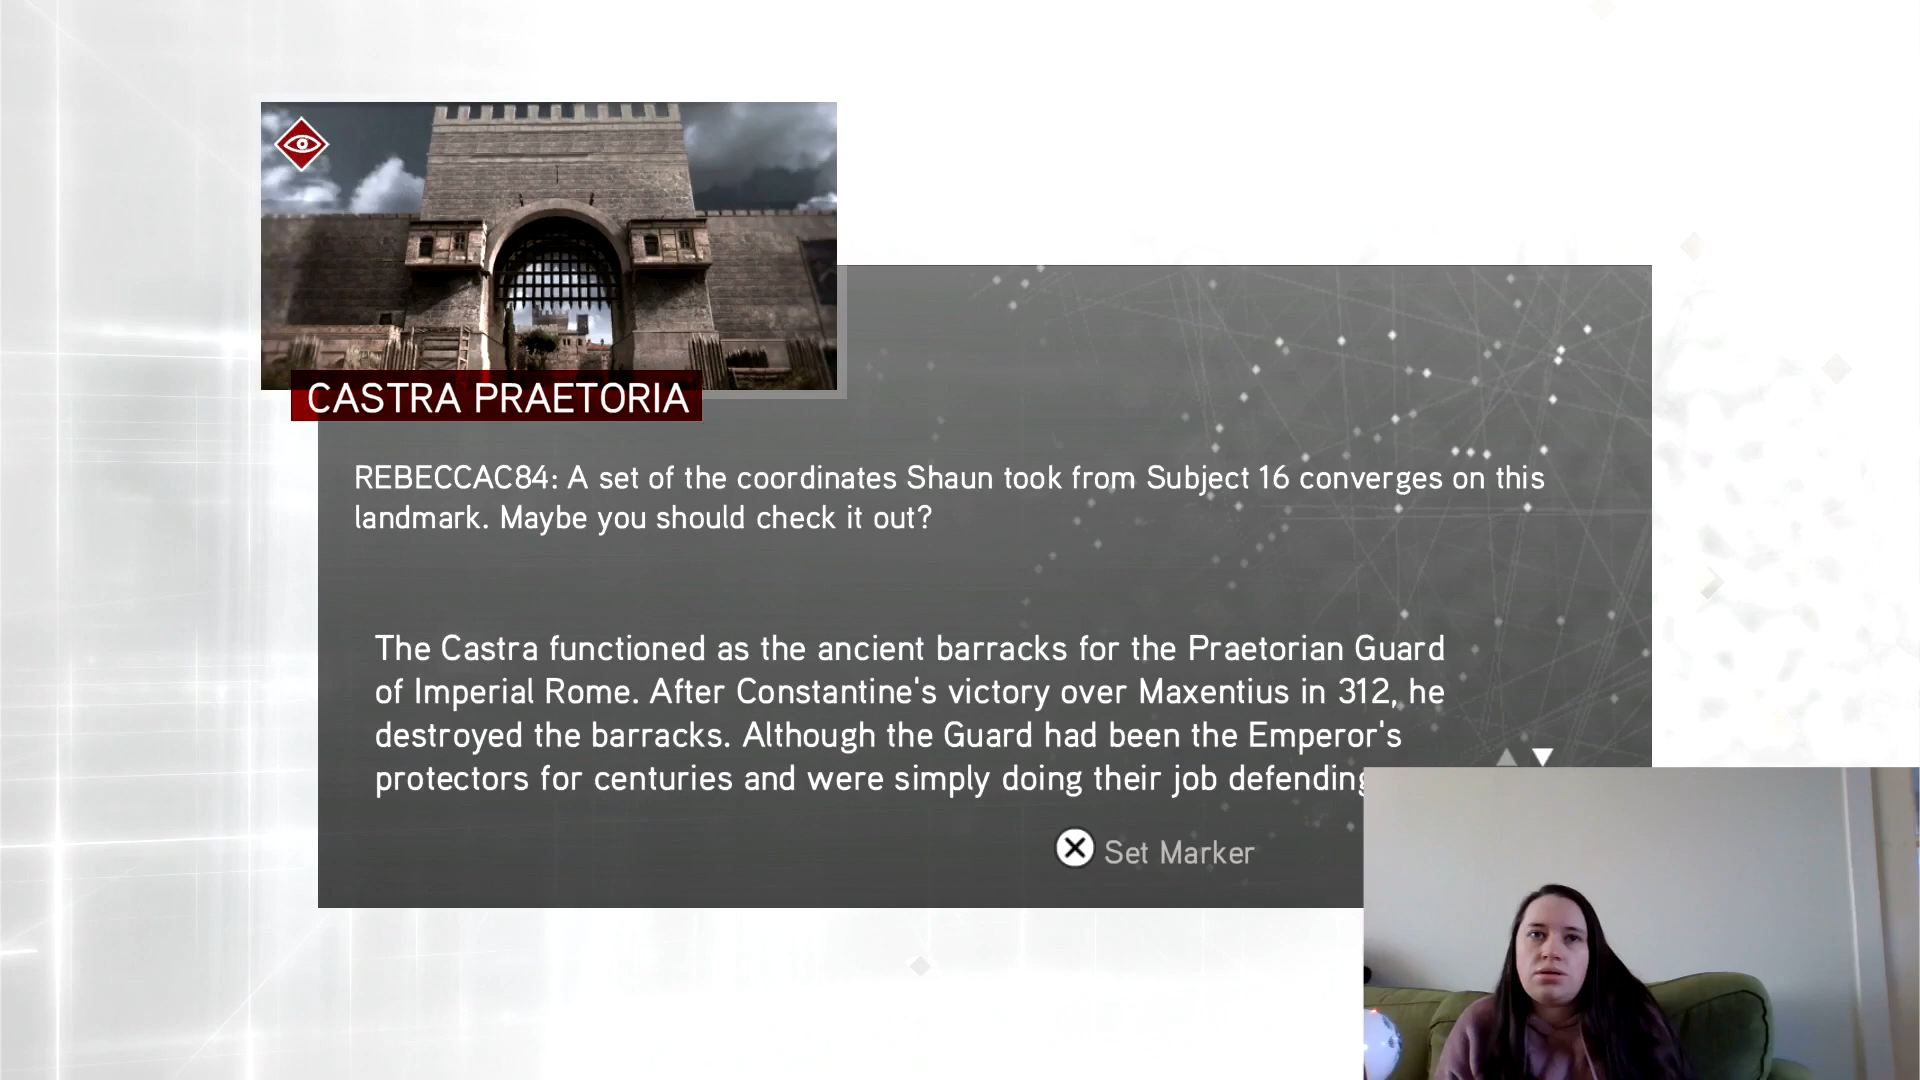 CASTRA PRAETORIA
REBECCAC84: A set of the coordinates Shaun took from Subject 16 converges on this
landmark. Maybe you should check it out?
The Castra functioned as the ancient barracks for the Praetorian Guard
of Imperial Rome. After Constantine's victory over Maxentius in 312, he
destroyed the barracks. Although the Guard had been the Emperor's
protectors for centuries and were simply doing their job defending
Set Marker